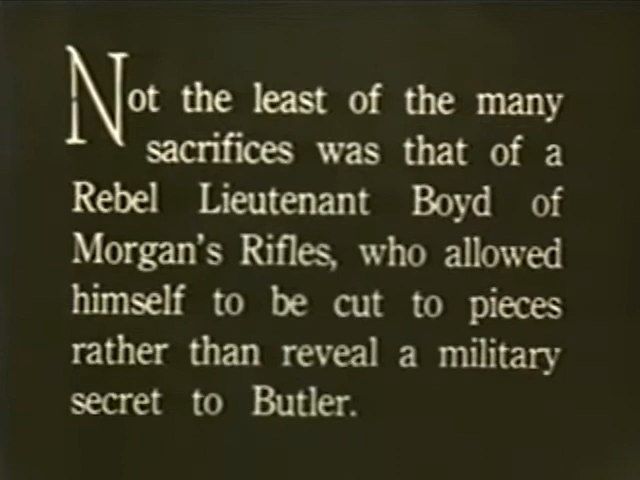 Not the least of the many
sacrifices was that of a
Rebel Lieutenant Boyd of
Morgan's Rifles, who allowed
himself to be cut to pieces
rather than reveal a military
secret to Butler.